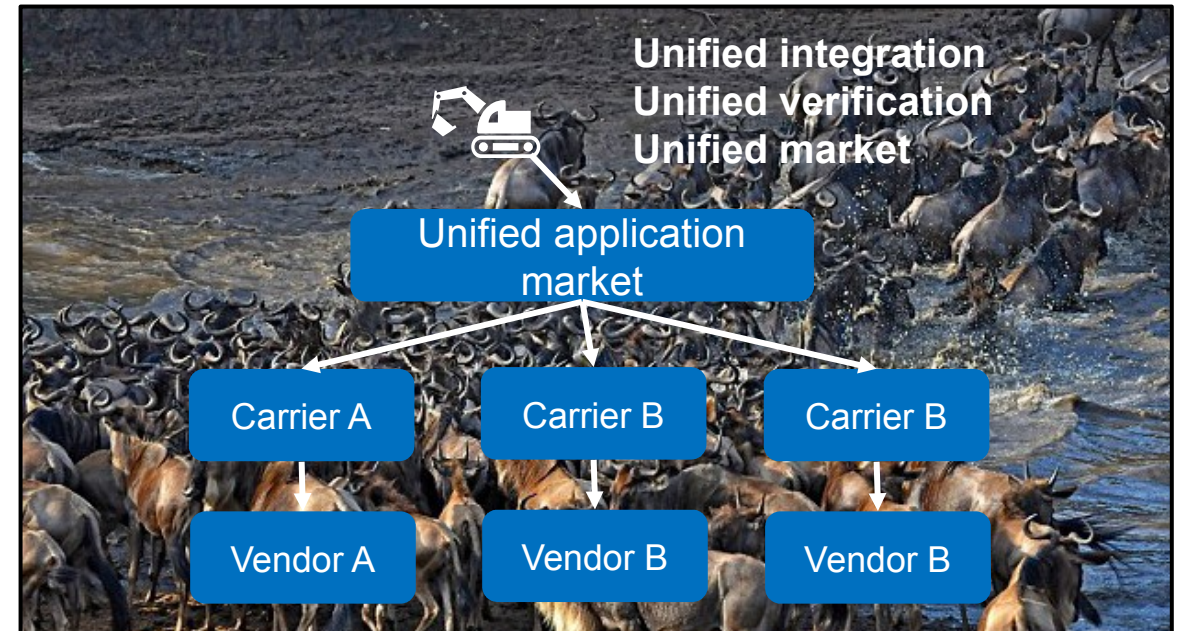 Unified integration
Unified verification
Unified market
Unified application
market
Carrier A
Carrier B
Carrier B
Vendor A
Vendor B
Vendor B